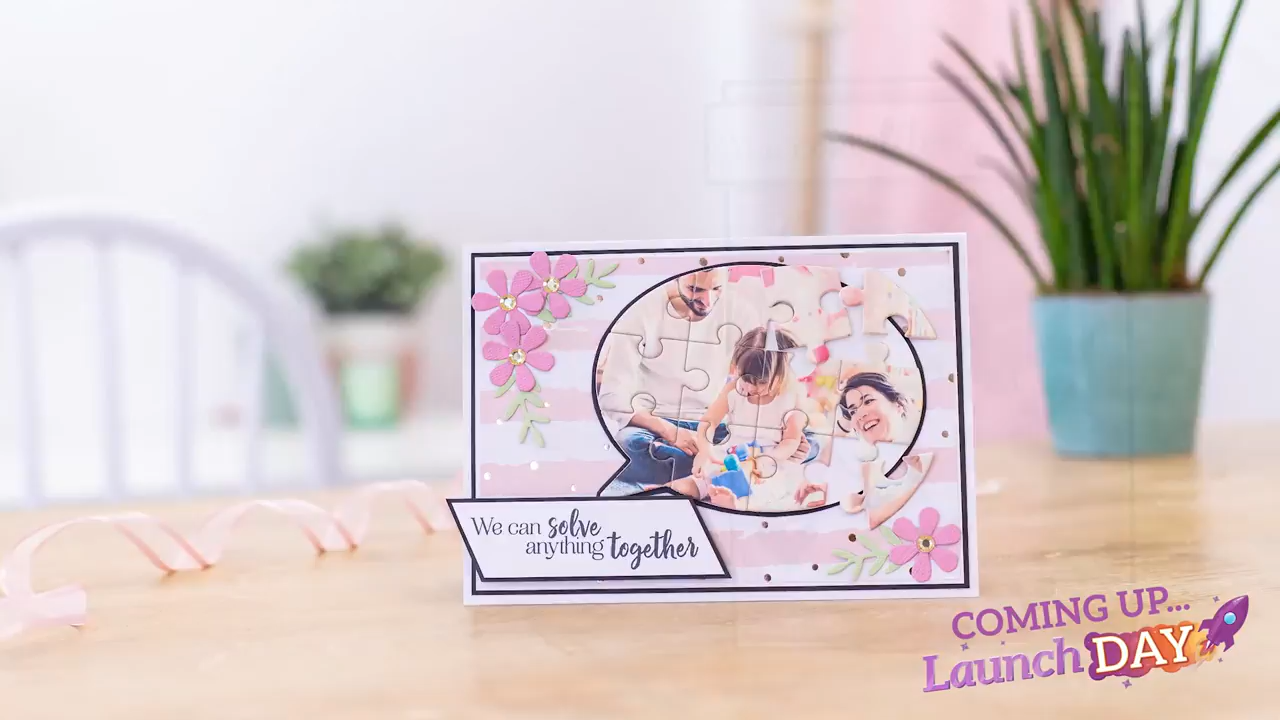 We can solve
anything together
COMING UP...
Launch DAY